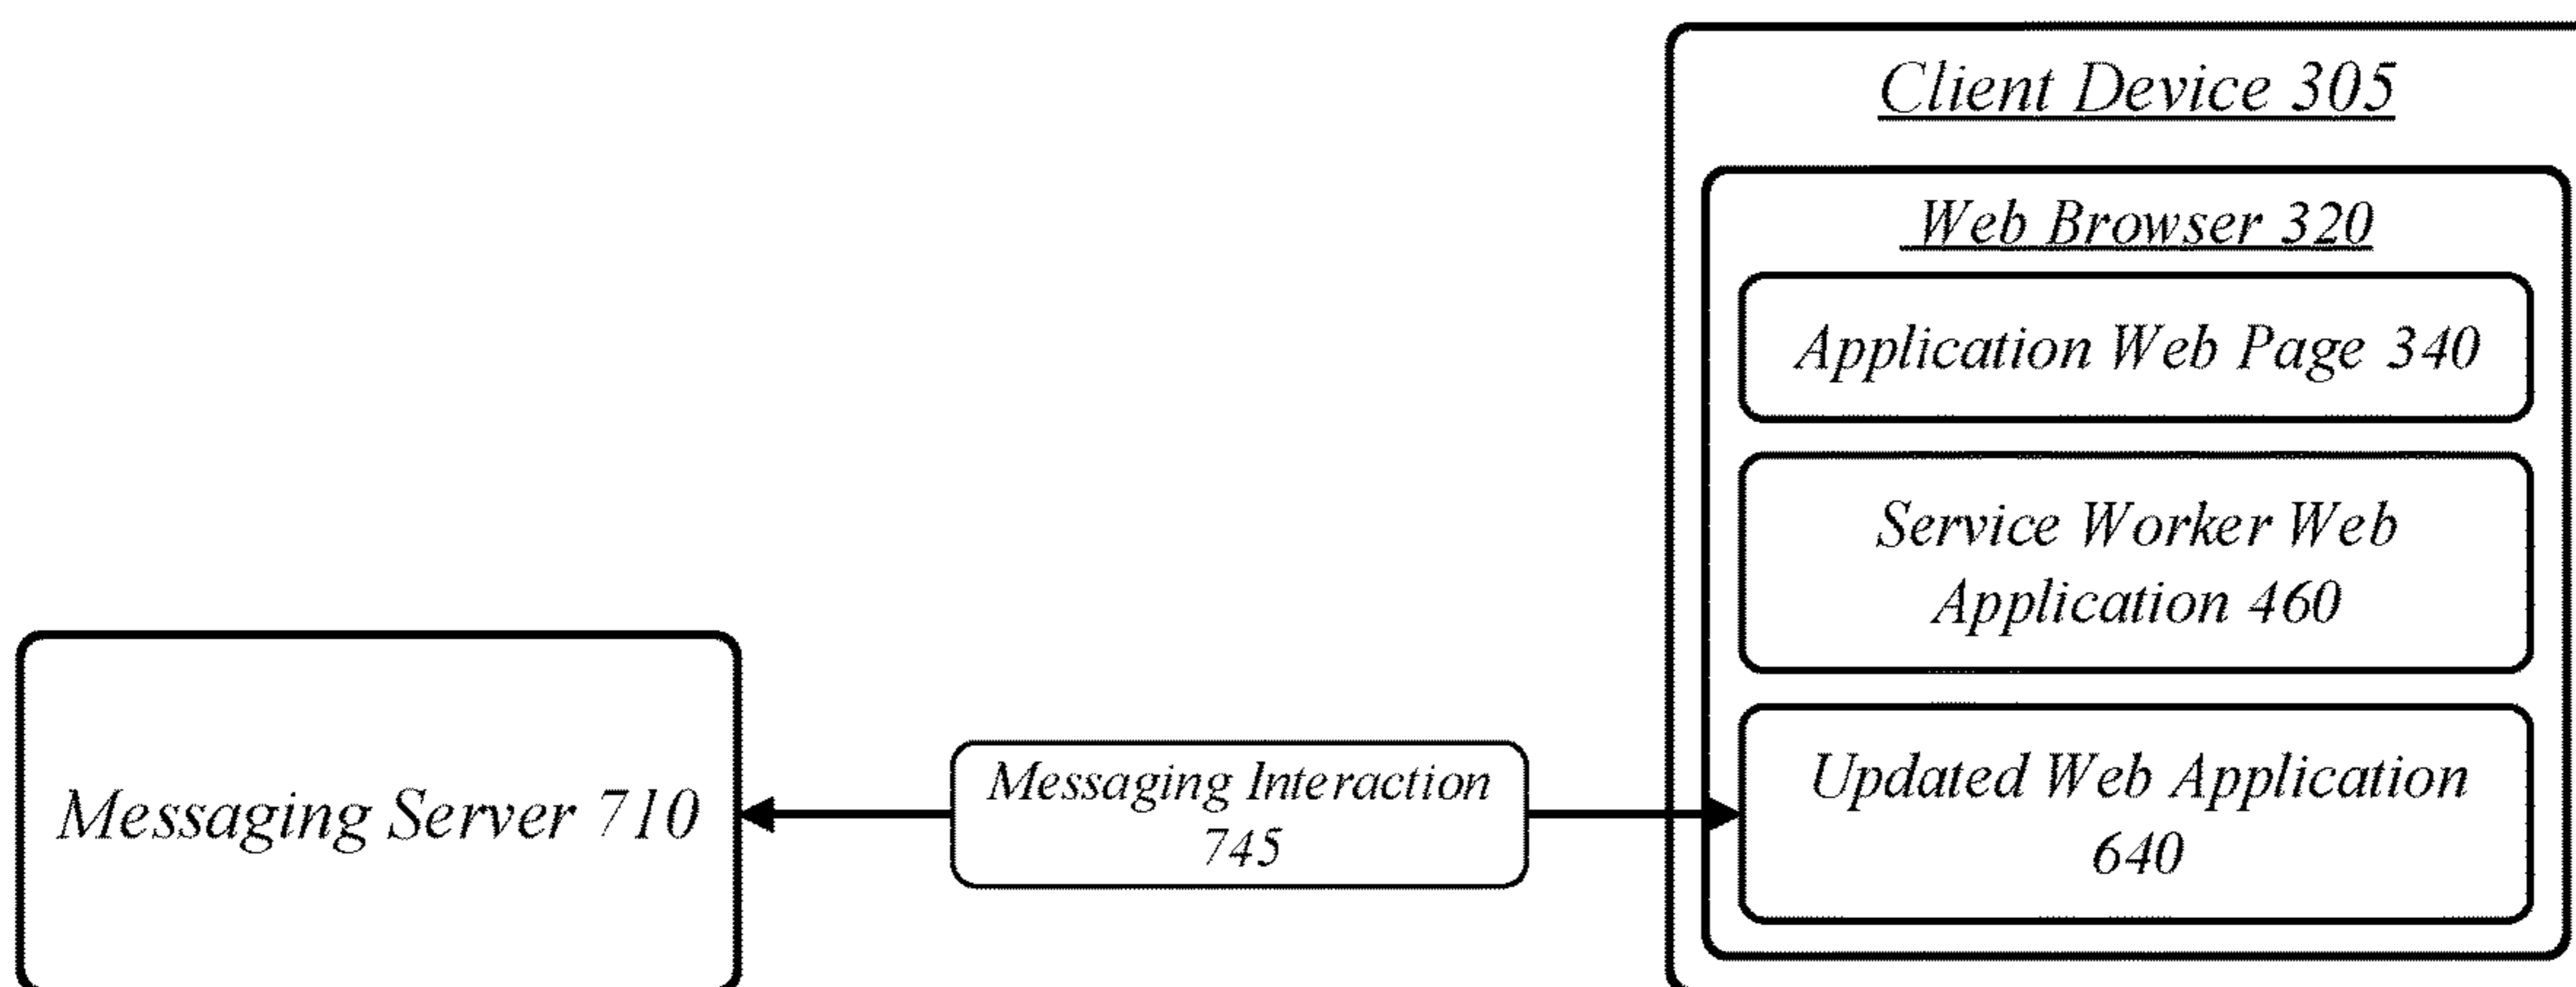 Client Device 305
Web Browser 320
Application Web Page 340
Service Worker Web
Application 460
Messaging Server 710
Messaging Interaction
745
Updated Web Application
640